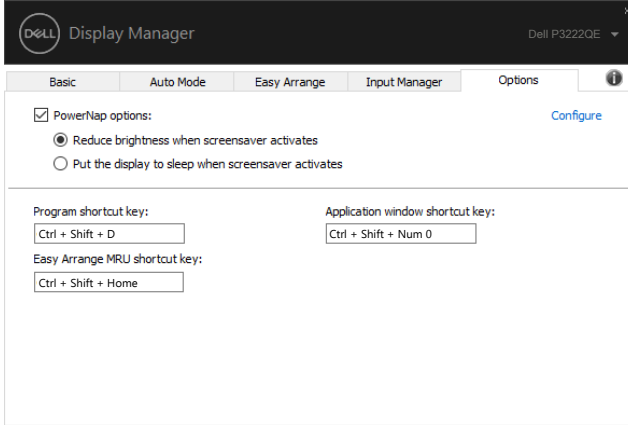 DELL Display Manager
Dell P3222QE
Basic Auto Mode Easy Arrange Input Manager Options
PowerNap options: Configure
Reduce brightness when screensaver activates
Put the display to sleep when screensaver activates
Program shortcut key: Application window shortcut key:
Ctrl + Shift + D Ctrl + Shift + Num 0
Easy Arrange MRU shortcut key:
Ctrl + Shift + Home